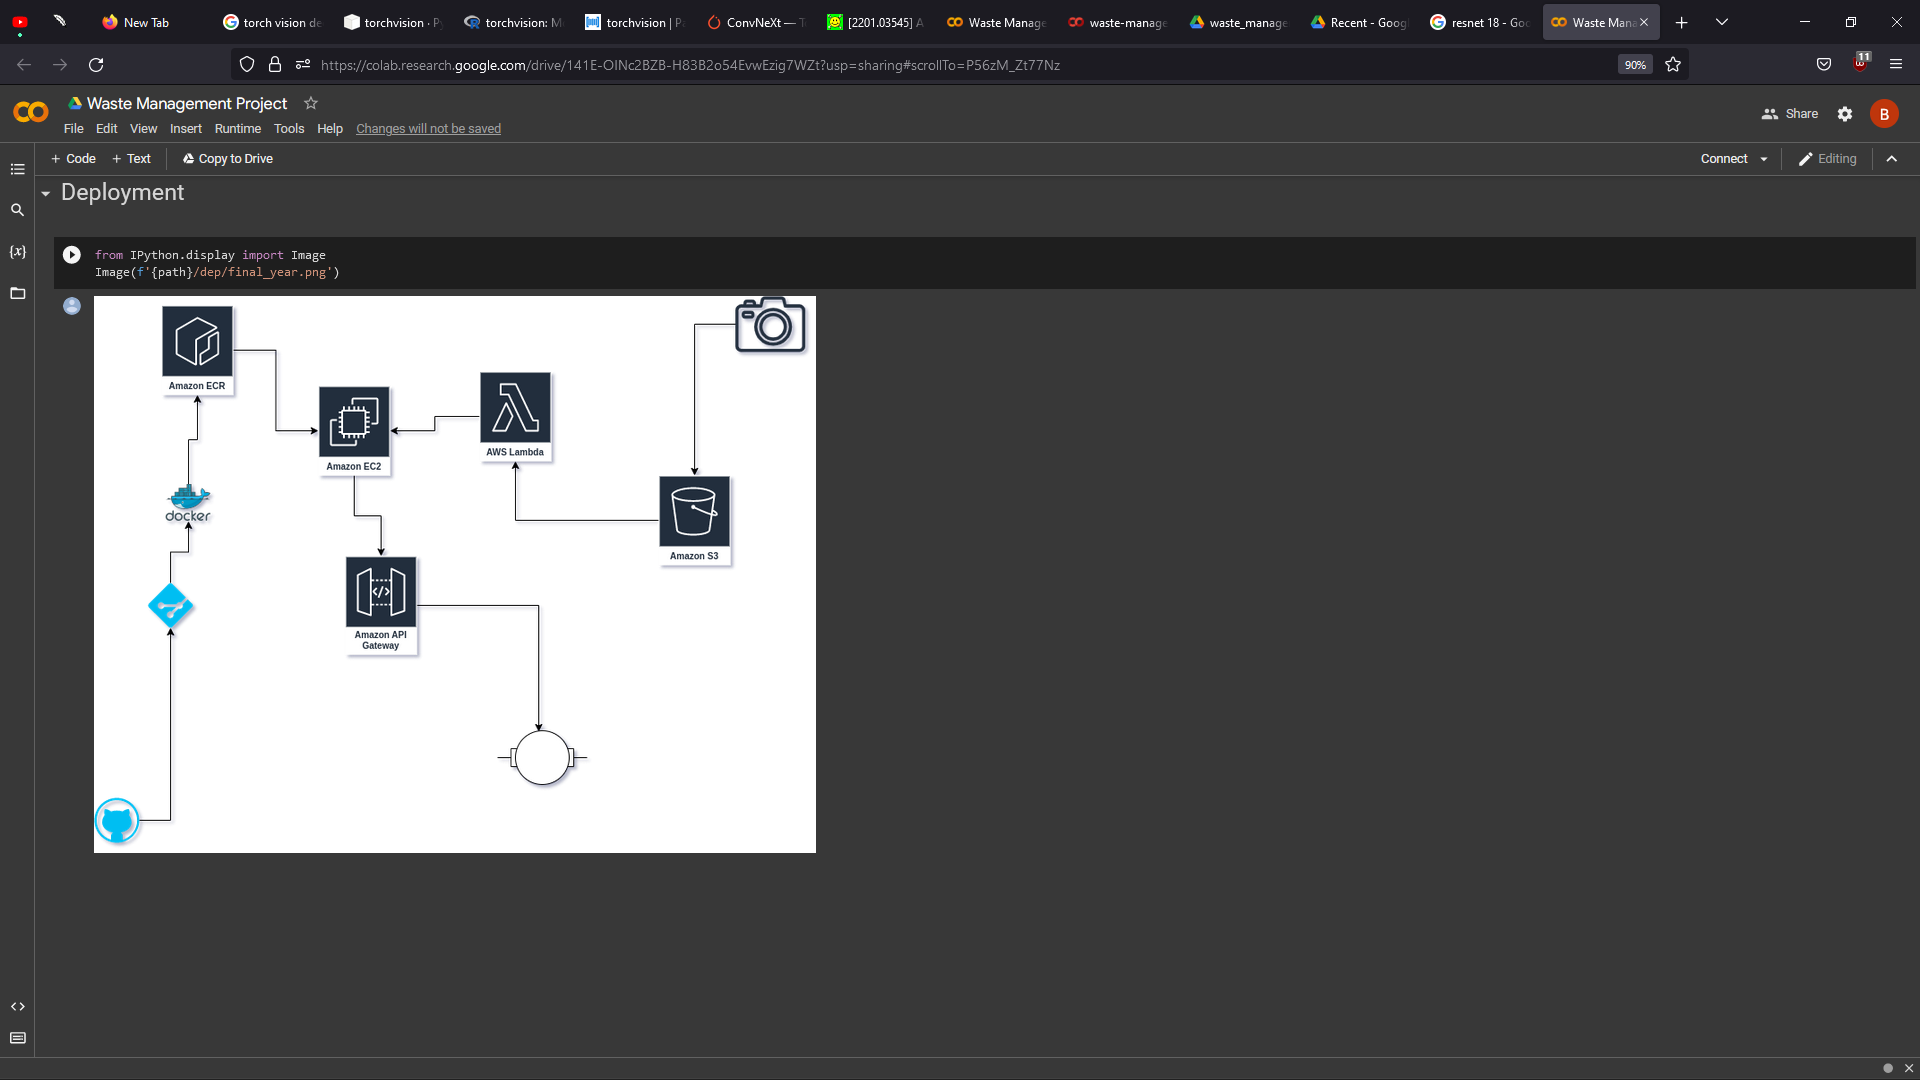 New Tab
torch vision de
torchvision · Py
torchvision: M
torchvision | Pa
ConvNeXt — T
[2201.03545] A
Waste Manage
waste-manage
waste_manage
Recent - Googl
resnet 18 - Goo
Waste Mana
https://colab.research.google.com/drive/141E-OINc2BZB-H83B2o54EvwEzig7WZt?usp=sharing#scrollTo=P56zM_Zt77Nz
90%
11
Waste Management Project
File Edit View Insert Runtime Tools Help Changes will not be saved
Share
B
+ Code + Text Copy to Drive
Connect
Editing
Deployment
{x}
from IPython.display import Image
Image(f'{path}/dep/final_year.png')
Amazon ECR
Amazon EC2
AWS Lambda
docker
Amazon S3
</>
Amazon API
Gateway